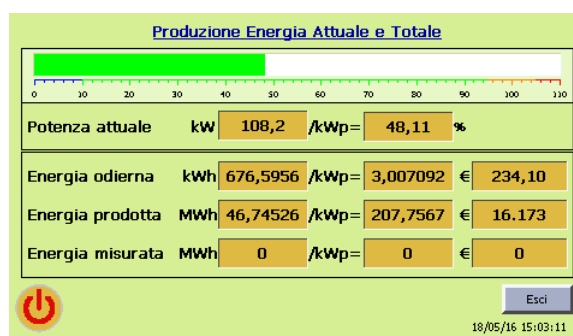 Produzione Energia Attuale e Totale
0 10 20 30 40 50 60 70 80 90 100 110
Potenza attuale kW 108,2 /kWp= 48,11 %
Energia odierna kWh 676,5956 /kWp= 3,007092 € 234,10
Energia prodotta MWh 46,74526 /kWp= 207,7567 € 16.173
Energia misurata MWh 0 /kWp= 0 € 0
Esci
18/05/16 15:03:11